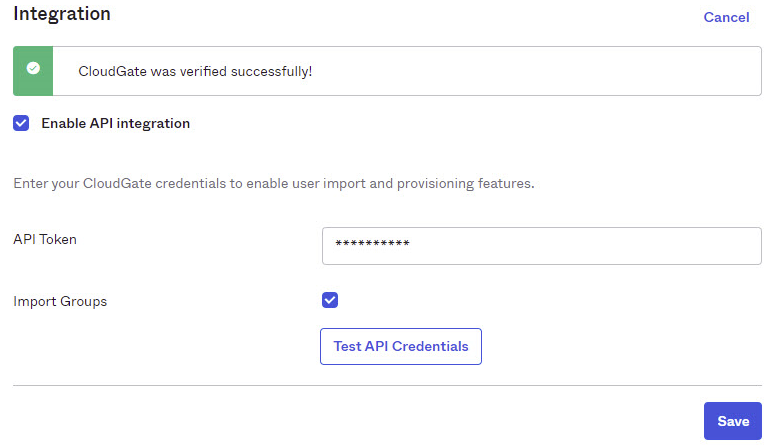 Integration
Cancel
CloudGate was verified successfully!
Enable API integration
Enter your CloudGate credentials to enable user import and provisioning features.
API Token
**********
Import Groups
Test API Credentials
Save